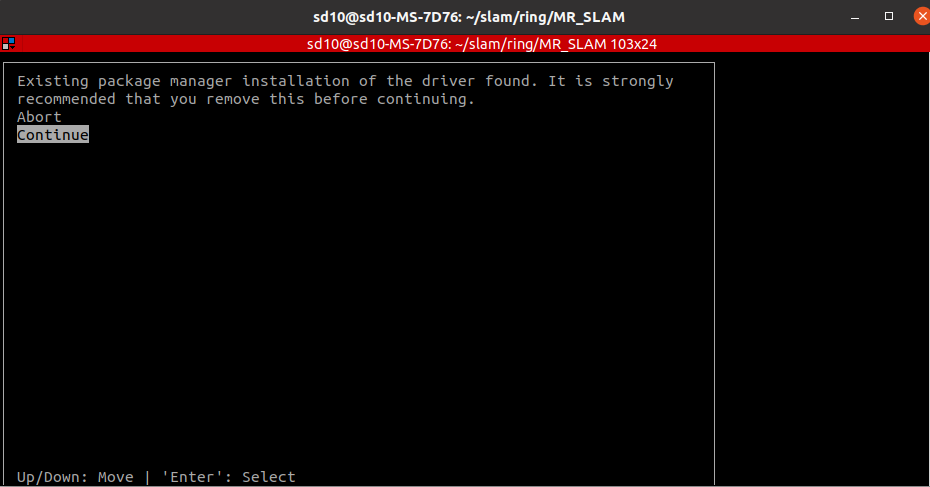 sd10@sd10-MS-7D76: ~/slam/ring/MR_SLAM
sd10@sd10-MS-7D76: ~/slam/ring/MR_SLAM 103x24
Existing package manager installation of the driver found. It is strongly
recommended that you remove this before continuing.
Abort
Continue
Up/Down: Move | 'Enter': Select